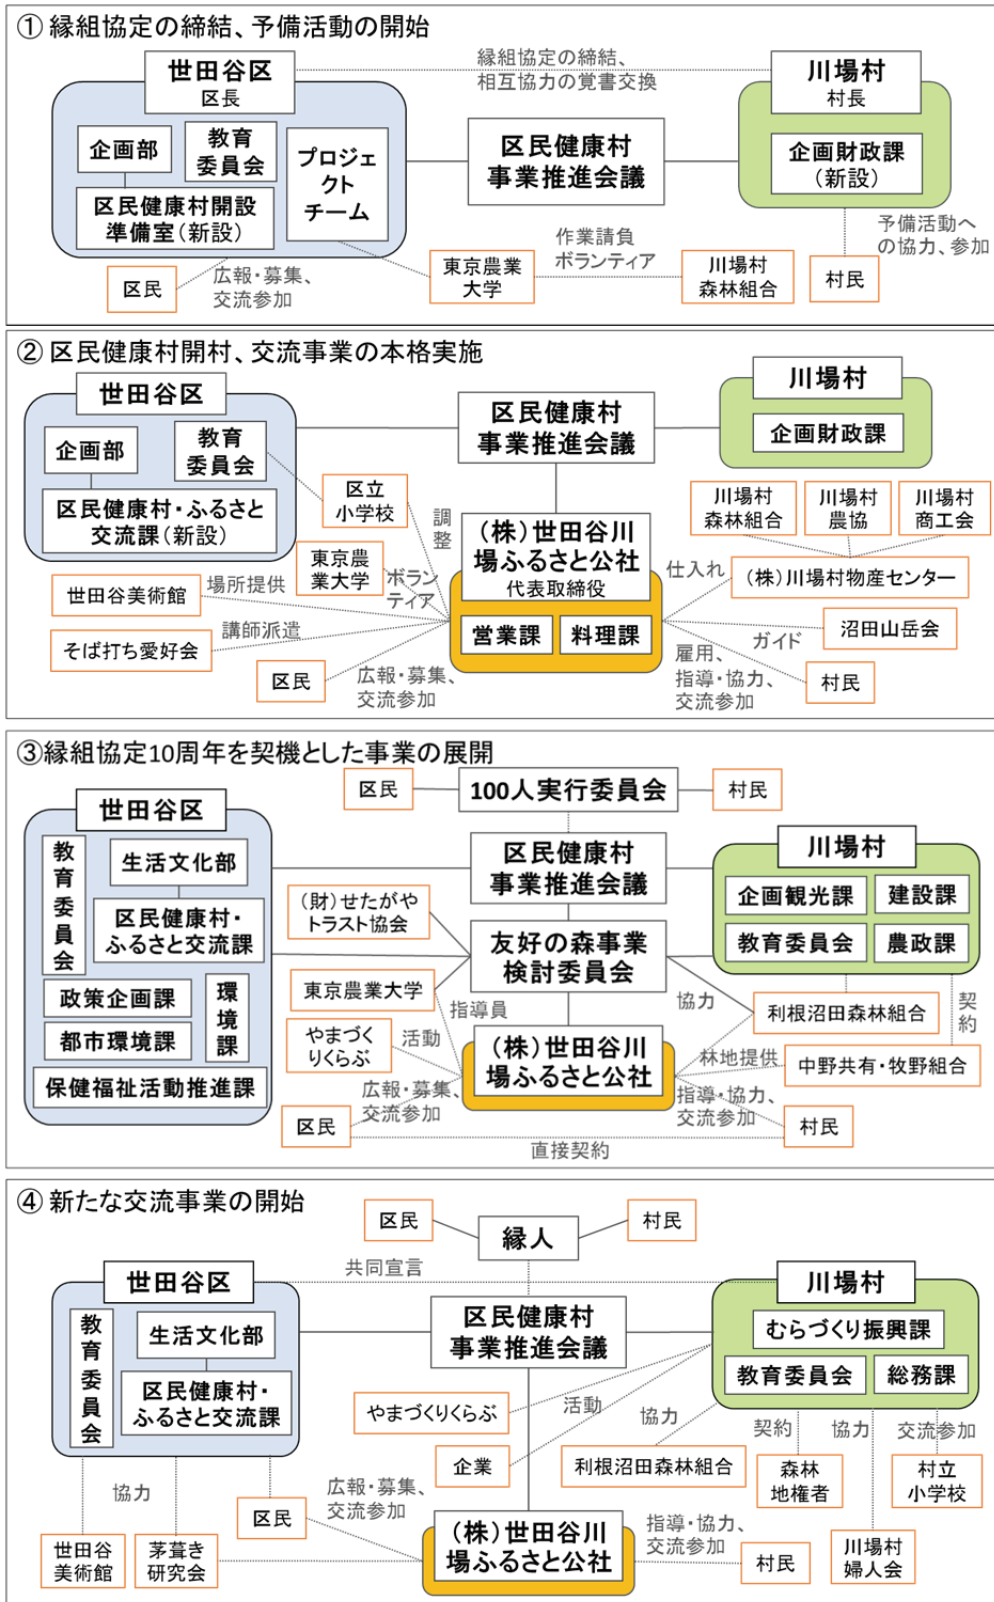 ① 縁組協定の締結、予備活動の開始
世田谷区
区長
縁組協定の締結、
相互協力の覚書交換
川場村
村長
企画部
教育
委員会
プロジェ
クト
チーム
区民健康村開設
準備室(新設)
区民健康村
事業推進会議
企画財政課
(新設)
区民
広報・募集、
交流参加
東京農業
大学
作業請負
ボランティア
川場村
森林組合
予備活動へ
の協力、参加
村民
② 区民健康村開村、交流事業の本格実施
世田谷区
企画部
教育
委員会
区民健康村・ふるさと
交流課(新設)
区民健康村
事業推進会議
川場村
企画財政課
区立
小学校
調
整
東京農
業大学
ボラン
ティア
世田谷美術館
場所提供
そば打ち愛好会
講師派遣
区民
広報・募集、
交流参加
(株)世田谷川
場ふるさと公社
代表取締役
営業課
料理課
川場村
森林組合
川場村
農協
川場村
商工会
仕入れ
(株)川場村物産センター
ガイド
沼田山岳会
雇用、
指導・協力、
交流参加
村民
③縁組協定10周年を契機とした事業の展開
区民
100人実行委員会
村民
世田谷区
教
育
委
員
会
生活文化部
区民健康村・
ふるさと交流課
政策企画課
都市環境課
環
境
課
保健福祉活動推進課
区民健康村
事業推進会議
川場村
企画観光課
建設課
教育委員会
農政課
(財)せたがや
トラスト協会
友好の森事業
検討委員会
東京農業大学
指導員
やまづく
りくらぶ
活動
広報・募集、
交流参加
区民
(株)世田谷川
場ふるさと公社
協力
利根沼田森林組合
契
約
林地提供
中野共有・牧野組合
指導・協力、
交流参加
村民
直接契約
④ 新たな交流事業の開始
区民
縁人
村民
共同宣言
世田谷区
教
育
委
員
会
生活文化部
区民健康村・
ふるさと交流課
区民健康村
事業推進会議
川場村
むらづくり振興課
教育委員会
総務課
やまづくりくらぶ
活動
企業
協力
利根沼田森林組合
契約
森林
地権者
協力
川場村
婦人会
交流参加
村立
小学校
協力
世田谷
美術館
茅葺き
研究会
区民
広報・募集、
交流参加
(株)世田谷川
場ふるさと公社
指導・協力、
交流参加
村民